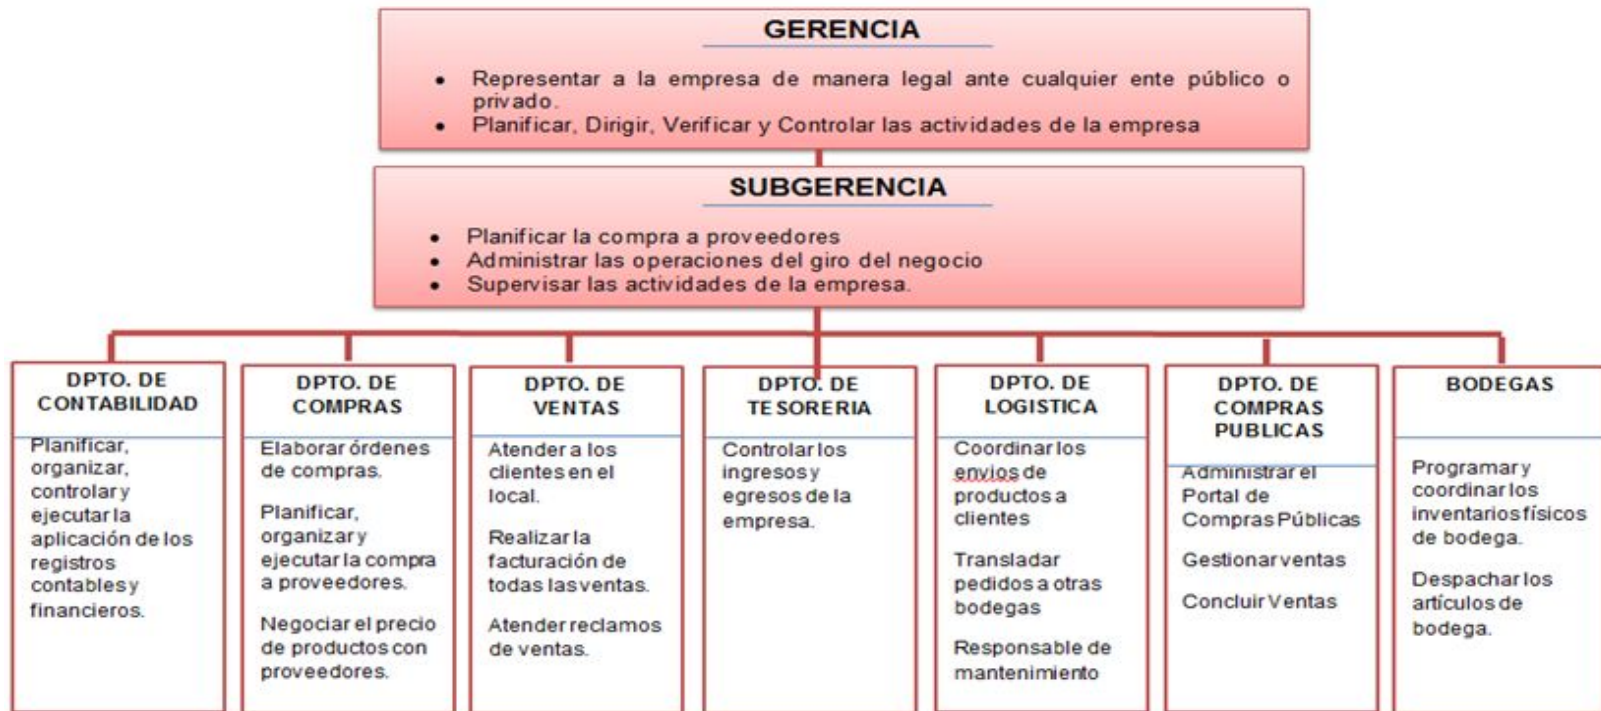 GERENCIA
• Representar a la empresa de manera legal ante cualquier ente público o
privado.
• Planificar, Dirigir, Verificar y Controlar las actividades de la empresa
SUBGERENCIA
• Planificar la compra a proveedores
• Administrar las operaciones del giro del negocio
• Supervisar las actividades de la empresa.
DPTO. DE
CONTABILIDAD
Planificar,
organizar,
controlar y
ejecutar la
aplicación de los
registros
contables y
financieros.
DPTO. DE
COMPRAS
Elaborar órdenes
de compras.
Planificar,
organizar y
ejecutar la compra
a proveedores.
Negociar el precio
de productos con
proveedores.
DPTO. DE
VENTAS
Atender a los
clientes en el
local.
Realizar la
facturación de
todas las ventas.
Atender reclamos
de ventas.
DPTO. DE
TESORERIA
Controlar los
ingresos y
egresos de la
empresa.
DPTO. DE
LOGISTICA
Coordinar los
envios de
productos a
clientes
Transladar
pedidos a otras
bodegas
Responsable de
mantenimiento
DPTO. DE
COMPRAS
PUBLICAS
Administrar el
Portal de
Compras Públicas
Gestionar ventas
Concluir Ventas
BODEGAS
Programar y
coordinar los
inventarios físicos
de bodega.
Despachar los
artículos de
bodega.